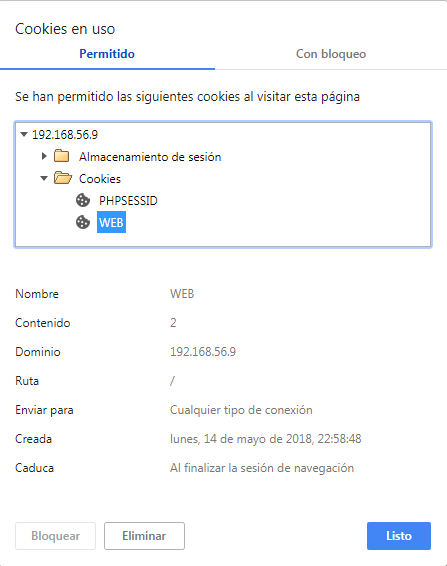 Cookies en uso
Permitido Con bloqueo
Se han permitido las siguientes cookies al visitar esta página
192.168.56.9
Almacenamiento de sesión
Cookies
PHPSESSID
WEB
Nombre WEB
Contenido 2
Dominio 192.168.56.9
Ruta /
Enviar para Cualquier tipo de conexión
Creada lunes, 14 de mayo de 2018, 22:58:48
Caduca Al finalizar la sesión de navegación
Bloquear Eliminar Listo